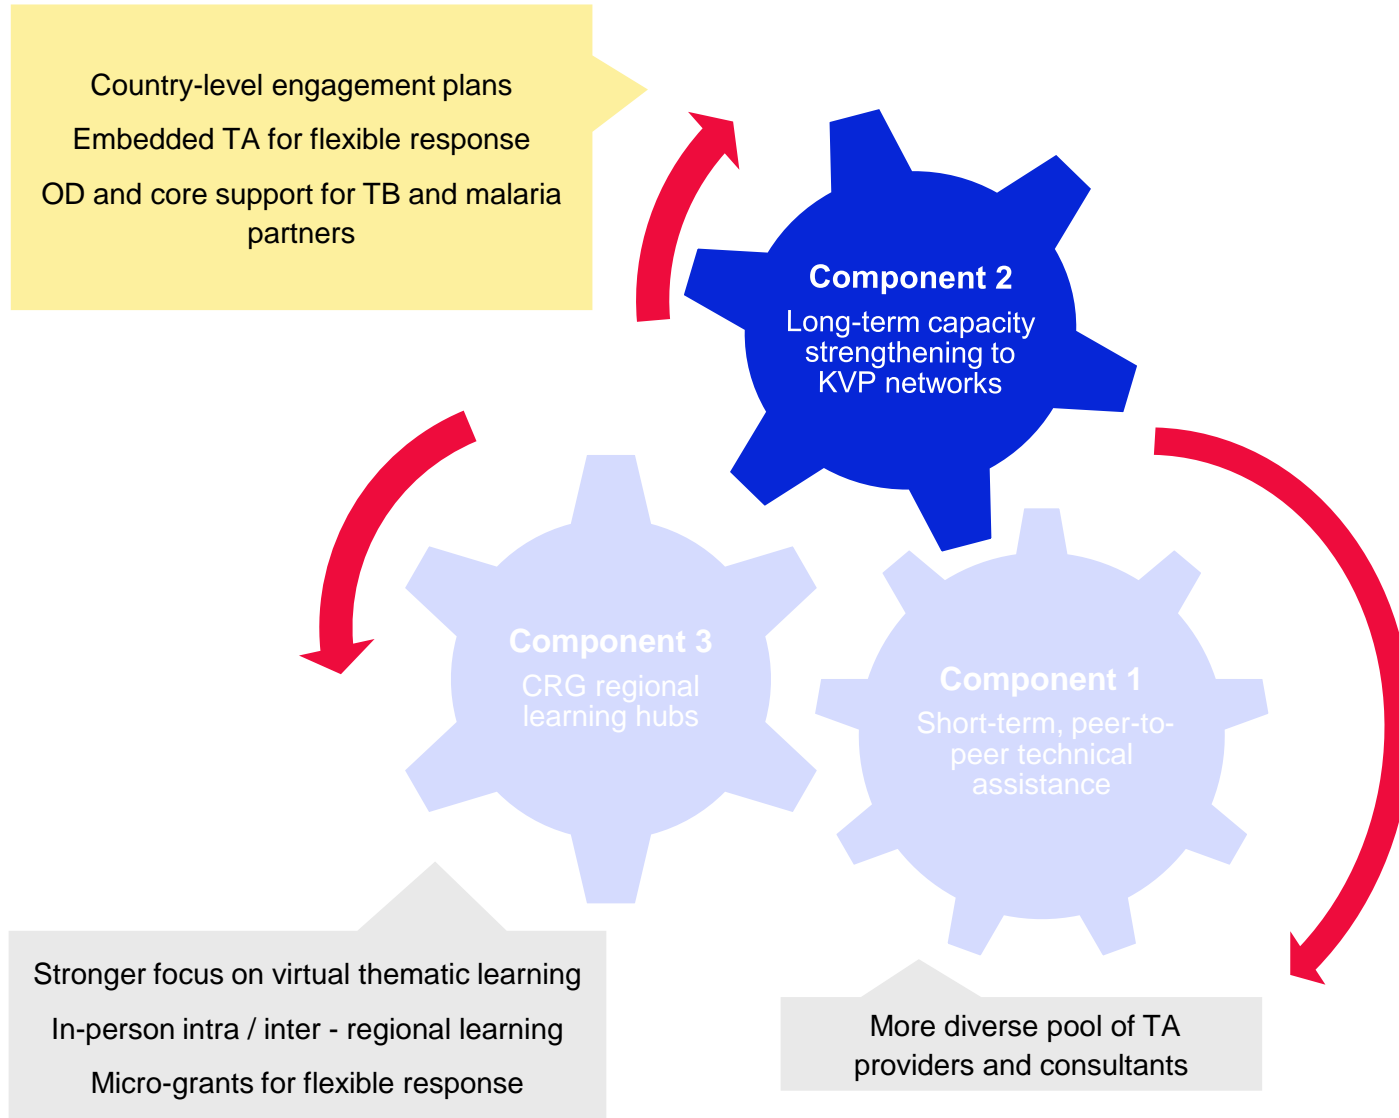 Country-level engagement plans
Embedded TA for flexible response
OD and core support for TB and malaria
partners
Component 2
Long-term capacity
strengthening to
KVP networks
Component 3
CRG regional
learning hubs
Component 1
Short-term, peer-to-
peer technical
assistance
Stronger focus on virtual thematic learning
In-person intra / inter - regional learning
Micro-grants for flexible response
More diverse pool of TA
providers and consultants